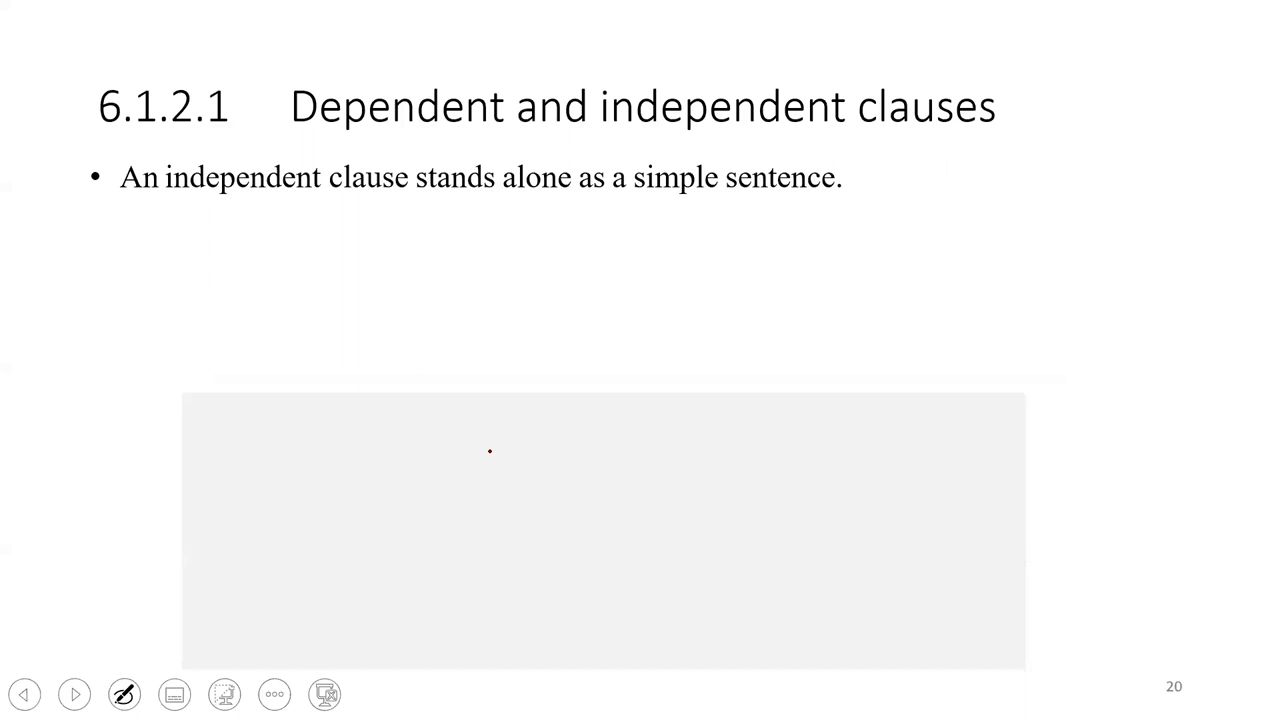 6.1.2.1 Dependent and independent clauses
• An independent clause stands alone as a simple sentence.
20